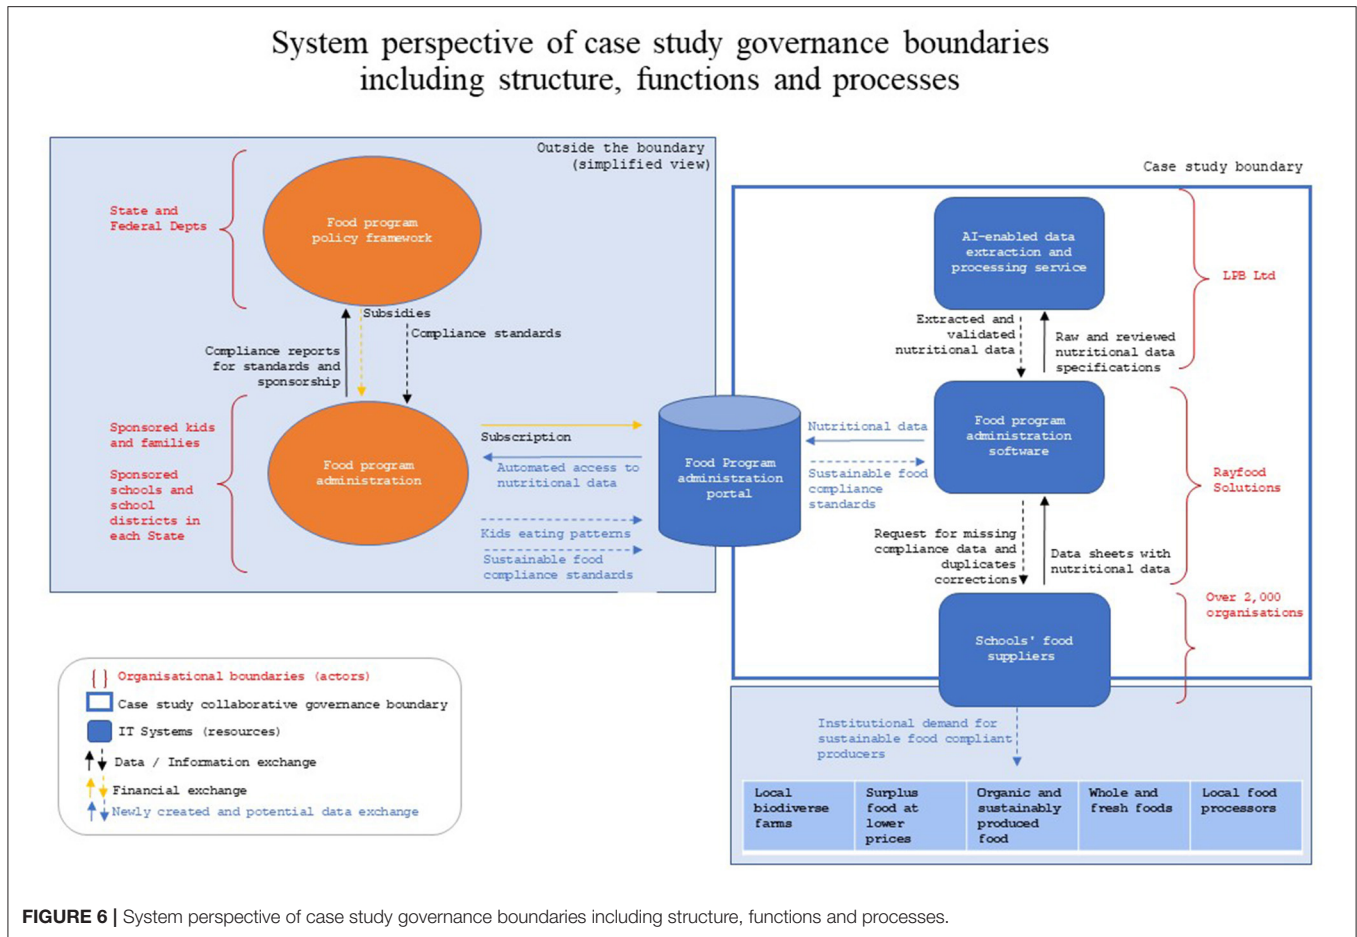 System perspective of case study governance boundaries
including structure, functions and processes
Outside the boundary
(simplified view)
Case study boundary
State and
Federal Depts
Food program
policy framework
AI-enabled data
extraction and
processing service
LPB Ltd
Subsidies
Compliance standards
Compliance reports
for standards and
sponsorship
Extracted and
validated
nutritional data
Raw and reviewed
nutritional data
specifications
Sponsored kids
and families
Sponsored
schools and
school
districts in
each State
Food program
administration
Subscription
Automated access to
nutritional data
Kids eating patterns
Sustainable food
compliance standards
Food Program
administration
portal
Nutritional data
Sustainable food
compliance
standards
Food program
administration
software
Rayfood
Solutions
Request for missing
compliance data and
duplicates
corrections
Data sheets with
nutritional data
Over 2,000
organisations
Schools' food
suppliers
{ } Organisational boundaries (actors)
Case study collaborative governance boundary
IT Systems (resources)
Data / Information exchange
Financial exchange
Newly created and potential data exchange
Institutional demand for
sustainable food compliant
producers
Local
biodiverse
farms
Surplus
food at
lower
prices
Organic and
sustainably
produced
food
Whole and
fresh foods
Local food
processors
FIGURE 6 | System perspective of case study governance boundaries including structure, functions and processes.